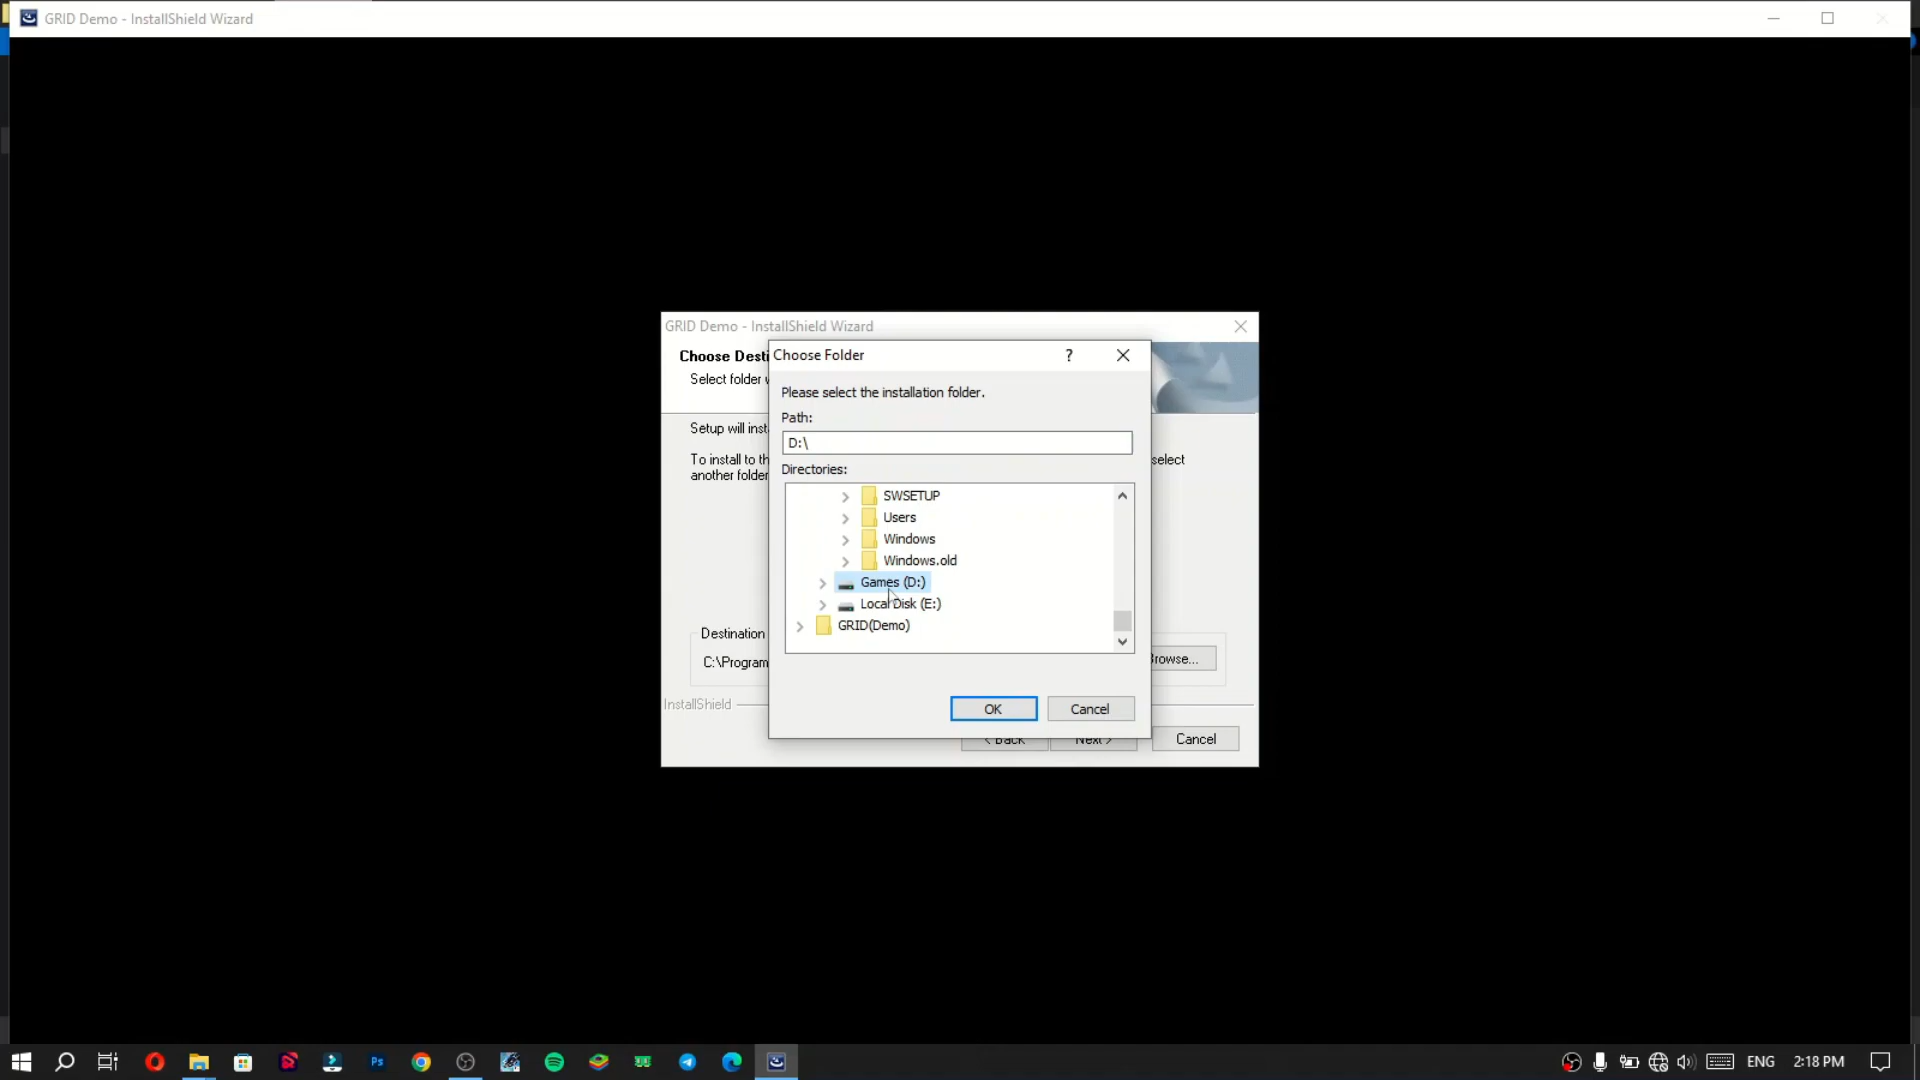 GRID Demo - InstallShield Wizard
GRID Demo - InstallShield Wizard
Choose Desti
Select folder
Choose Folder
?
Please select the installation folder.
Path:
D:\
Directories:
SWSETUP
Users
Windows
Windows.old
Games (D:)
Local Disk (E:)
GRID(Demo)
OK
Cancel
Setup will inst
To install to th
select
another folder
Destination
C:\Program
Browse...
InstallShield
< Back
Next >
Cancel
Ps
ENG
2:18 PM